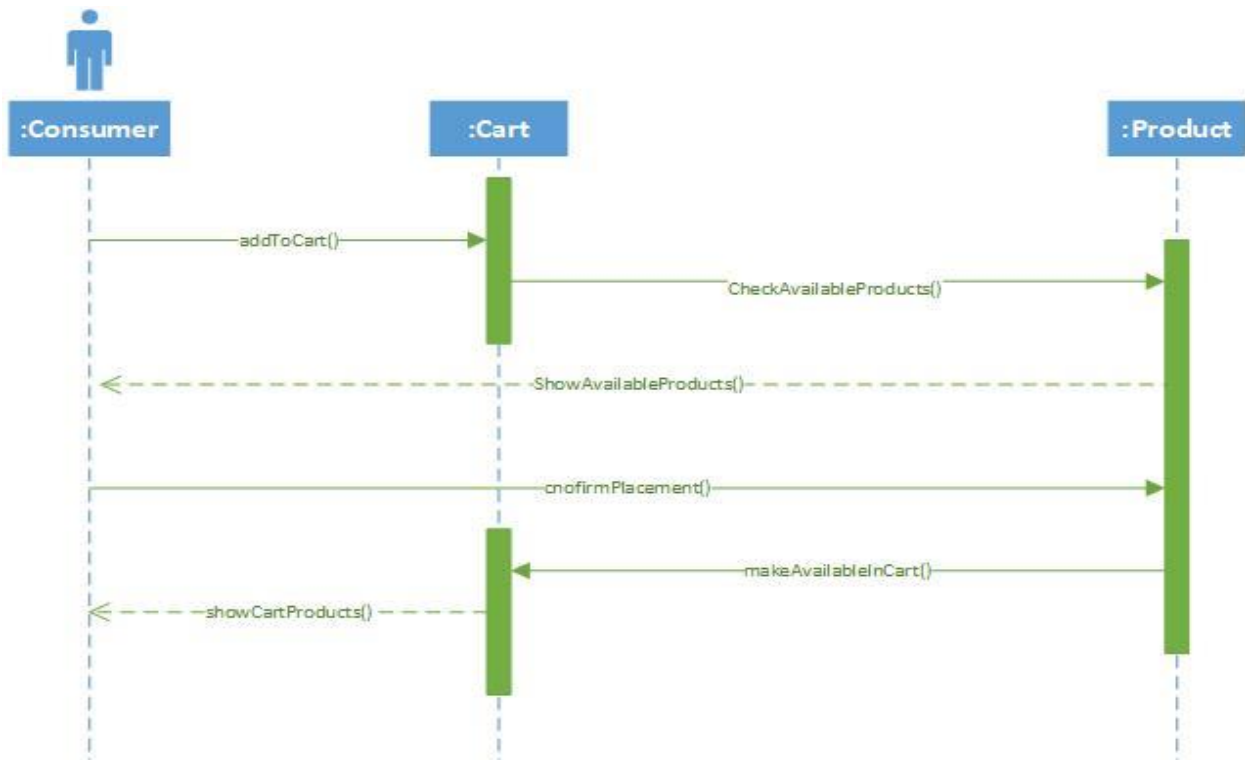 :Consumer
:Cart
:Product
addToCart()
CheckAvailableProducts()
ShowAvailableProducts()
cnofirmPlacement()
makeAvailableInCart()
showCartProducts()